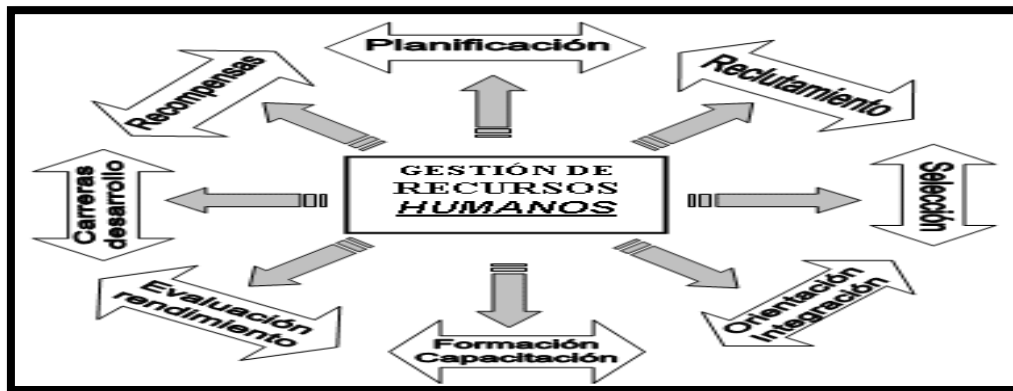 Planificación
Reclutamiento
Selección
Orientación
Integración
Formación
Capacitación
Evaluación
rendimiento
Carreras
desarrollo
Recompensas
GESTIÓN DE
RECURSOS
HUMANOS